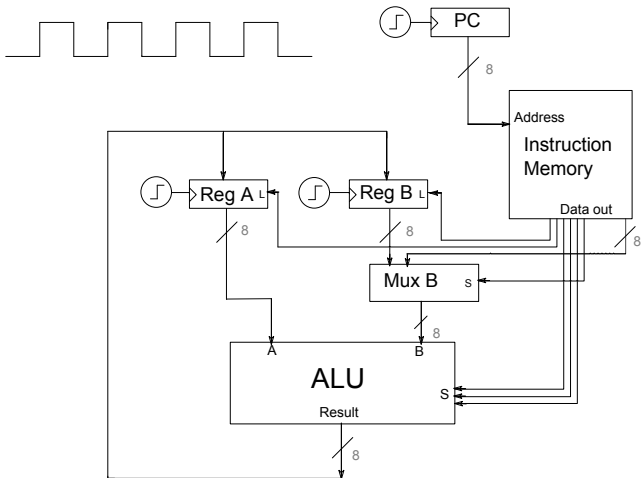 PC
8
Address
Instruction
Memory
Data out
8
Reg A L
Reg B L
8
8
Mux B S
8
A B
ALU
S
Result
8